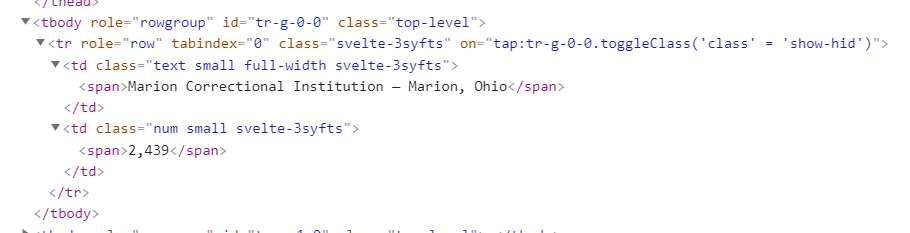 </thead>
▼<tbody role="rowgroup" id="tr-g-0-0" class="top-level">
▼<tr role="row" tabindex="0" class="svelte-3syfts" on="tap:tr-g-0-0.toggleClass('class' = 'show-hid')">
▼<td class="text small full-width svelte-3syfts">
<span>Marion Correctional Institution — Marion, Ohio</span>
</td>
▼<td class="num small svelte-3syfts">
<span>2,439</span>
</td>
</tr>
</tbody>